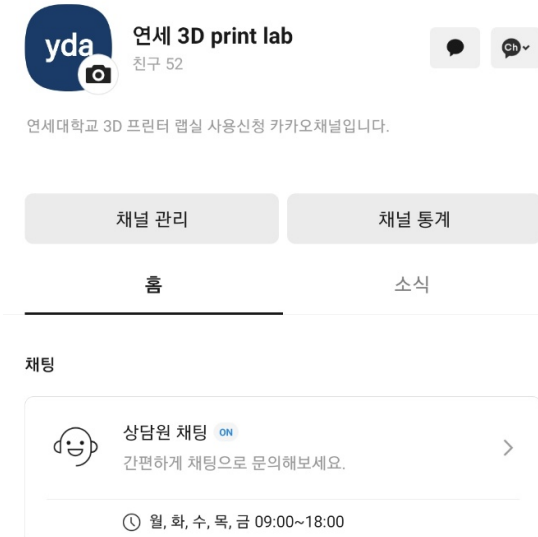 yda
연세 3D print lab
친구 52
Ch
연세대학교 3D 프린터 랩실 사용신청 카카오채널입니다.
채널 관리
채널 통계
홈
소식
채팅
상담원 채팅 ON
간편하게 채팅으로 문의해보세요.
월, 화, 수, 목, 금 09:00~18:00